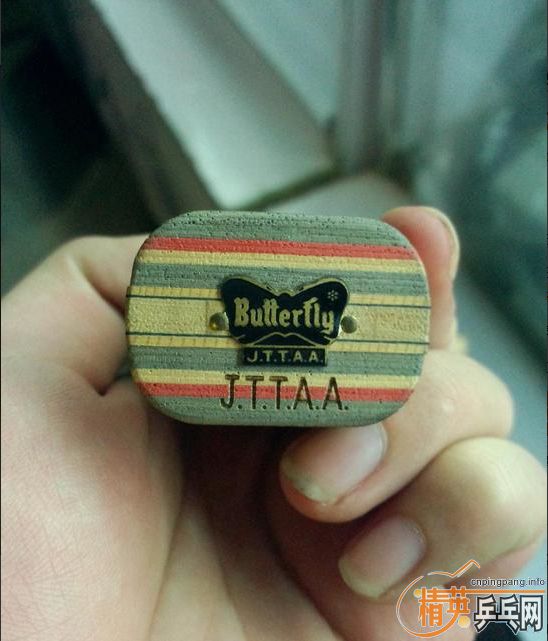 Butterfly
J.T.T.A.A.
J.T.T.A.A.
cnpingpang.info
精英乒乓网